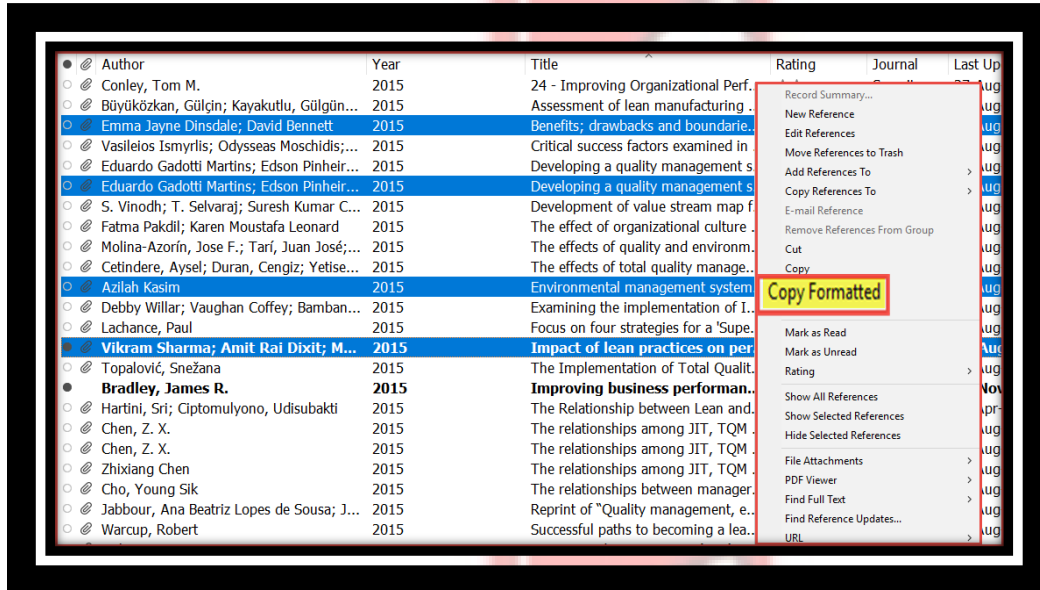 Author Year Title Rating Journal Last Up
Conley, Tom M. 2015 24 - Improving Organizational Perf..
Büyüközkan, Gülçin; Kayakutlu, Gülgün... 2015 Assessment of lean manufacturing ..
Emma Jayne Dinsdale; David Bennett 2015 Benefits; drawbacks and boundarie..
Vasileios Ismyrlis; Odysseas Moschidis;... 2015 Critical success factors examined in
Eduardo Gadotti Martins; Edson Pinheir... 2015 Developing a quality management s
Eduardo Gadotti Martins; Edson Pinheir... 2015 Developing a quality management s
S. Vinodh; T. Selvaraj; Suresh Kumar C... 2015 Development of value stream map f
Fatma Pakdil; Karen Moustafa Leonard 2015 The effect of organizational culture .
Molina-Azorín, Jose F.; Tarí, Juan José;... 2015 The effects of quality and environm.
Cetindere, Aysel; Duran, Cengiz; Yetise... 2015 The effects of total quality manage..
Azilah Kasim 2015 Environmental management system
Debby Willar; Vaughan Coffey; Bamban... 2015 Examining the implementation of I..
Lachance, Paul 2015 Focus on four strategies for a 'Supe.
Vikram Sharma; Amit Rai Dixit; M... 2015 Impact of lean practices on per
Topalović, Snežana 2015 The Implementation of Total Qualit.
Bradley, James R. 2015 Improving business performan..
Hartini, Sri; Ciptomulyono, Udisubakti 2015 The Relationship between Lean and.
Chen, Z. X. 2015 The relationships among JIT, TQM .
Chen, Z. X. 2015 The relationships among JIT, TQM .
Zhixiang Chen 2015 The relationships among JIT, TQM .
Cho, Young Sik 2015 The relationships between manager.
Jabbour, Ana Beatriz Lopes de Sousa; J... 2015 Reprint of “Quality management, e..
Warcup, Robert 2015 Successful paths to becoming a lea..
Record Summary...
New Reference
Edit References
Move References to Trash
Add References To
Copy References To
E-mail Reference
Remove References From Group
Cut
Copy
Copy Formatted
Mark as Read
Mark as Unread
Rating
Show All References
Show Selected References
Hide Selected References
File Attachments
PDF Viewer
Find Full Text
Find Reference Updates...
URL